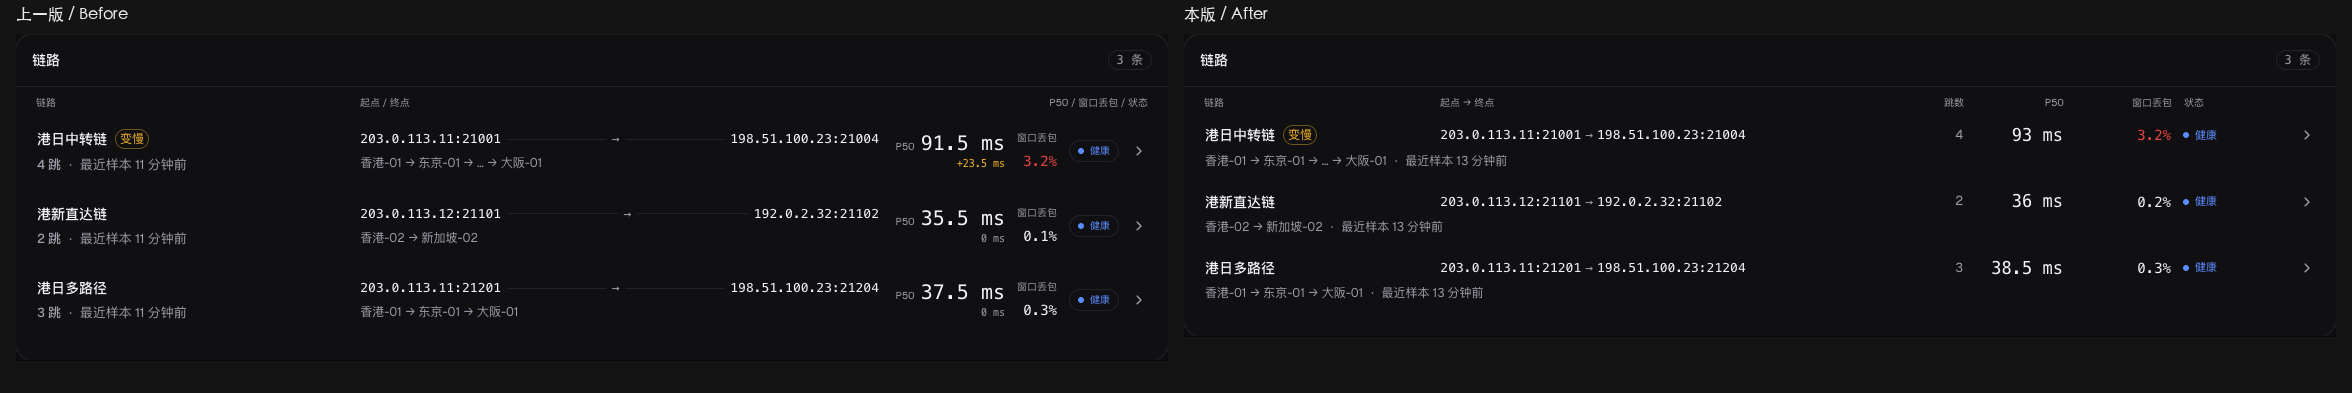 上一版 / Before
链路
3 条
链路 起点 / 终点 P50 / 窗口丢包 / 状态
港日中转链 变慢 203.0.113.11:21001 → 198.51.100.23:21004 P50 91.5 ms 窗口丢包 健康
4 跳 · 最近样本 11 分钟前 香港-01 → 东京-01 → … → 大阪-01 +23.5 ms 3.2%
港新直达链 203.0.113.12:21101 → 192.0.2.32:21102 P50 35.5 ms 窗口丢包 健康
2 跳 · 最近样本 11 分钟前 香港-02 → 新加坡-02 0 ms 0.1%
港日多路径 203.0.113.11:21201 → 198.51.100.23:21204 P50 37.5 ms 窗口丢包 健康
3 跳 · 最近样本 11 分钟前 香港-01 → 东京-01 → 大阪-01 0 ms 0.3%
本版 / After
链路
3 条
链路 起点 → 终点 跳数 P50 窗口丢包 状态
港日中转链 变慢 203.0.113.11:21001 → 198.51.100.23:21004 4 93 ms 3.2% 健康
香港-01 → 东京-01 → … → 大阪-01 · 最近样本 13 分钟前
港新直达链 203.0.113.12:21101 → 192.0.2.32:21102 2 36 ms 0.2% 健康
香港-02 → 新加坡-02 · 最近样本 13 分钟前
港日多路径 203.0.113.11:21201 → 198.51.100.23:21204 3 38.5 ms 0.3% 健康
香港-01 → 东京-01 → 大阪-01 · 最近样本 13 分钟前